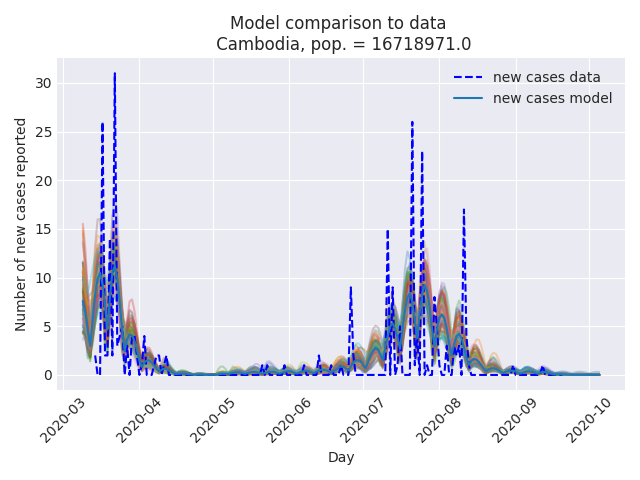 Model comparison to data
Cambodia, pop. = 16718971.0
new cases data
new cases model
Number of new cases reported
30
25
20
15
10
5
0
2020-03
2020-04
2020-05
2020-06
2020-07
2020-08
2020-09
2020-10
Day